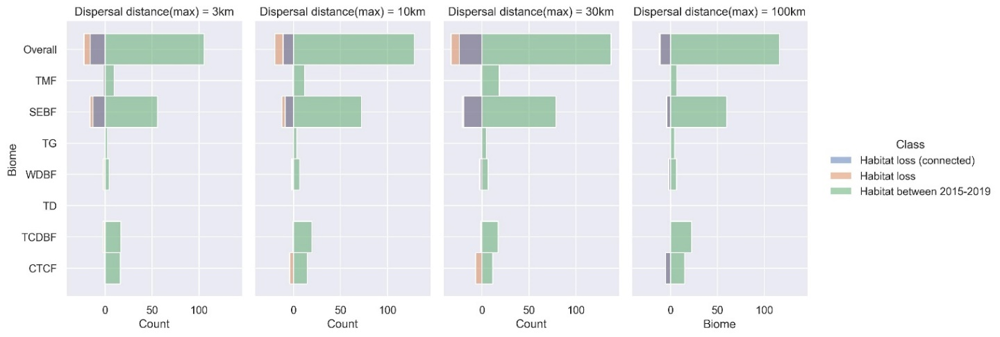 Dispersal distance(max) = 3km
Dispersal distance(max) = 10km
Dispersal distance(max) = 30km
Dispersal distance(max) = 100km
Biome
Overall
TMF
SEBF
TG
WDBF
TD
TCDBF
CTCF
0 50 100
Count
0 50 100
Count
0 50 100
Count
0 50 100
Biome
Class
Habitat loss (connected)
Habitat loss
Habitat between 2015-2019